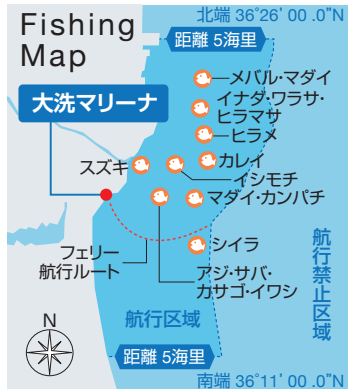 Fishing
Map
北端 36°26' 00 .0"N
距離 5海里
大洗マリーナ
メバル・マダイ
イナダ・ワラサ・
ヒラマサ
ヒラメ
カレイ
イシモチ
スズキ
マダイ・カンパチ
シイラ
アジ・サバ・
カサゴ・イワシ
フェリー
航行ルート
航行禁止区域
航行区域
N
距離 5海里
南端 36°11' 00 .0"N